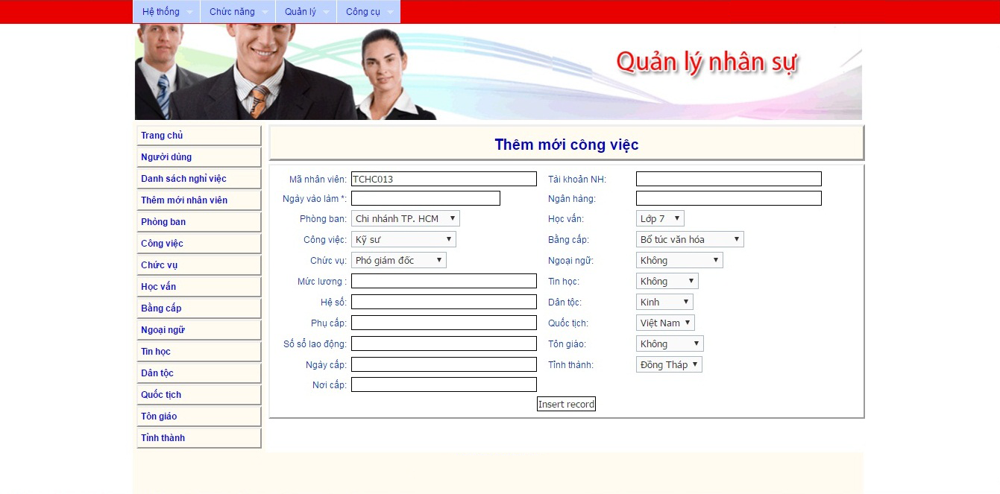 Hệ thống Chức năng Quản lý Công cụ
Quản lý nhân sự
Trang chủ
Người dùng
Danh sách nghỉ việc
Thêm mới nhân viên
Phòng ban
Công việc
Chức vụ
Học vấn
Bằng cấp
Ngoại ngữ
Tin học
Dân tộc
Quốc tịch
Tôn giáo
Tỉnh thành
Thêm mới công việc
Mã nhân viên: TCHC013 Tài khoản NH:
Ngày vào làm *: Ngân hàng:
Phòng ban: Chi nhánh TP. HCM Học vấn: Lớp 7
Công việc: Kỹ sư Bằng cấp: Bổ túc văn hóa
Chức vụ: Phó giám đốc Ngoại ngữ: Không
Mức lương : Tin học: Không
Hệ số: Dân tộc: Kinh
Phụ cấp: Quốc tịch: Việt Nam
Số sổ lao động: Tôn giáo: Không
Ngày cấp: Tỉnh thành: Đồng Tháp
Nơi cấp:
Insert record